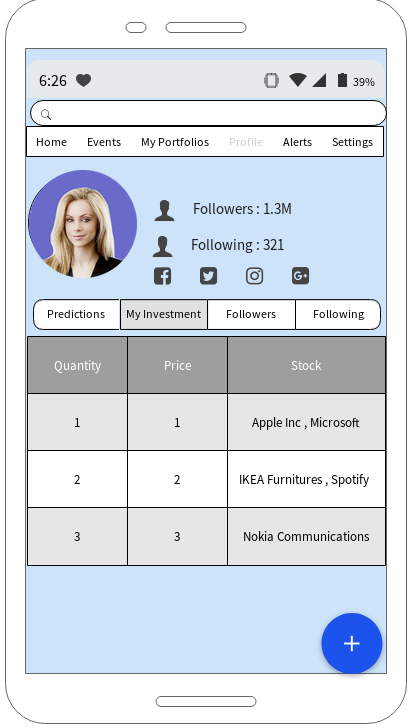 6:26 39%
Home Events My Portfolios Profile Alerts Settings
Followers : 1.3M
Following : 321
Predictions My Investment Followers Following
Quantity Price Stock
1 1 Apple Inc , Microsoft
2 2 IKEA Furnitures , Spotify
3 3 Nokia Communications